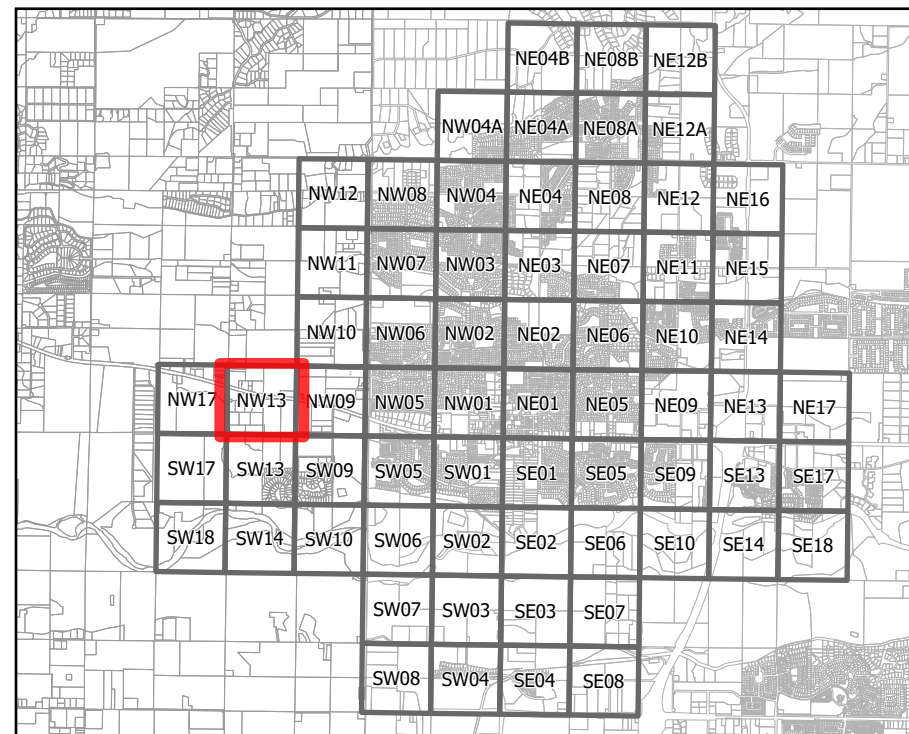 NE04B NE08B NE12B
NW04A NE04A NE08A NE12A
NW12 NW08 NW04 NE04 NE08 NE12 NE16
NW11 NW07 NW03 NE03 NE07 NE11 NE15
NW10 NW06 NW02 NE02 NE06 NE10 NE14
NW17 NW13 NW09 NW05 NW01 NE01 NE05 NE09 NE13 NE17
SW17 SW13 SW09 SW05 SW01 SE01 SE05 SE09 SE13 SE17
SW18 SW14 SW10 SW06 SW02 SE02 SE06 SE10 SE14 SE18
SW07 SW03 SE03 SE07
SW08 SW04 SE04 SE08